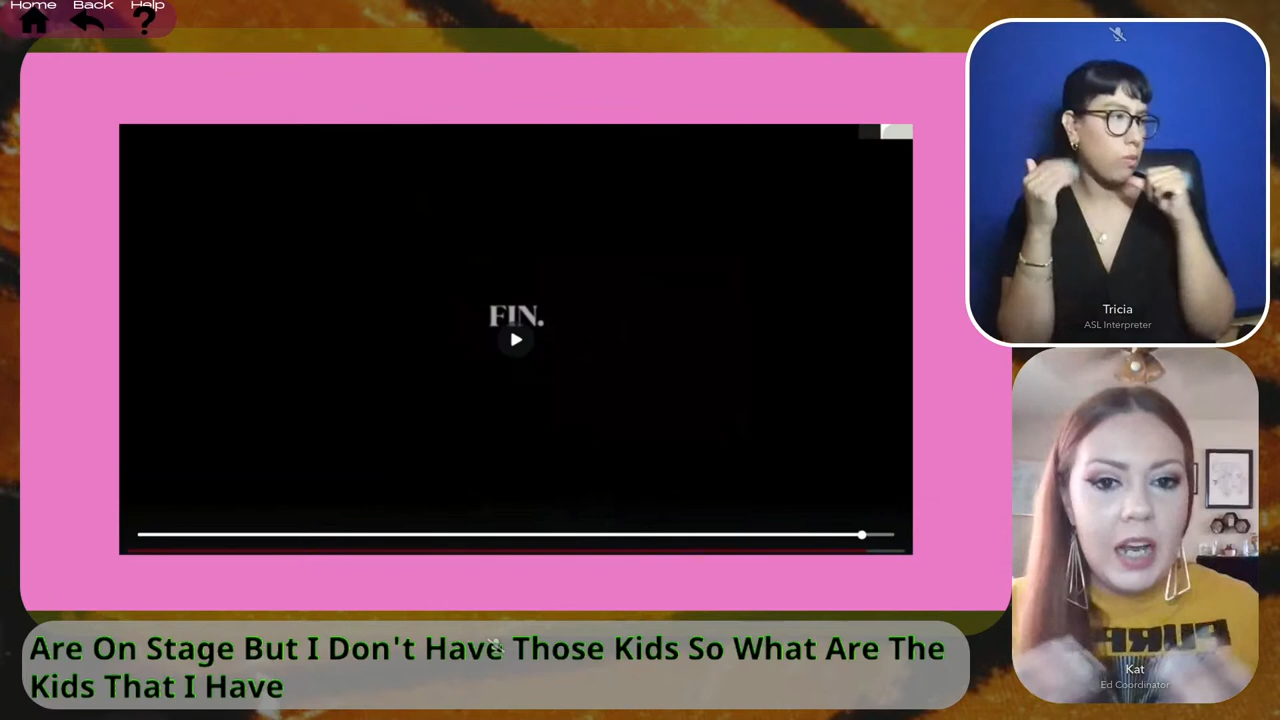 Home Back Help
FIN.
Tricia
ASL Interpreter
Kat
Ed Coordinator
Are On Stage But I Don't Have Those Kids So What Are The
Kids That I Have